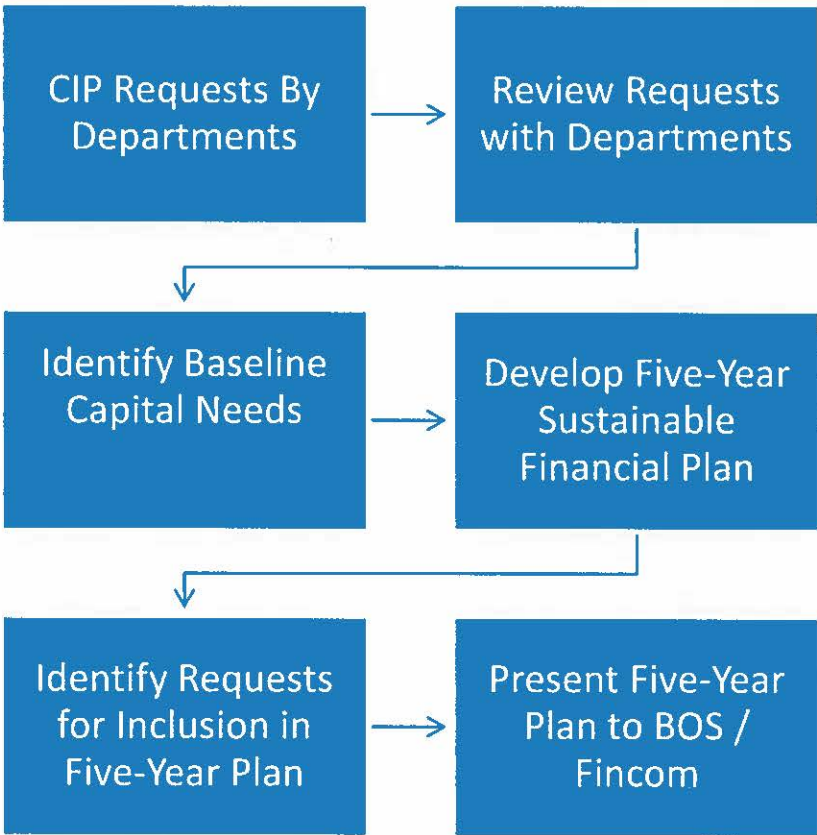 CIP Requests By
Departments
Review Requests
with Departments
Identify Baseline
Capital Needs
Develop Five-Year
Sustainable
Financial Plan
Identify Requests
for Inclusion in
Five-Year Plan
Present Five-Year
Plan to BOS /
Fincom